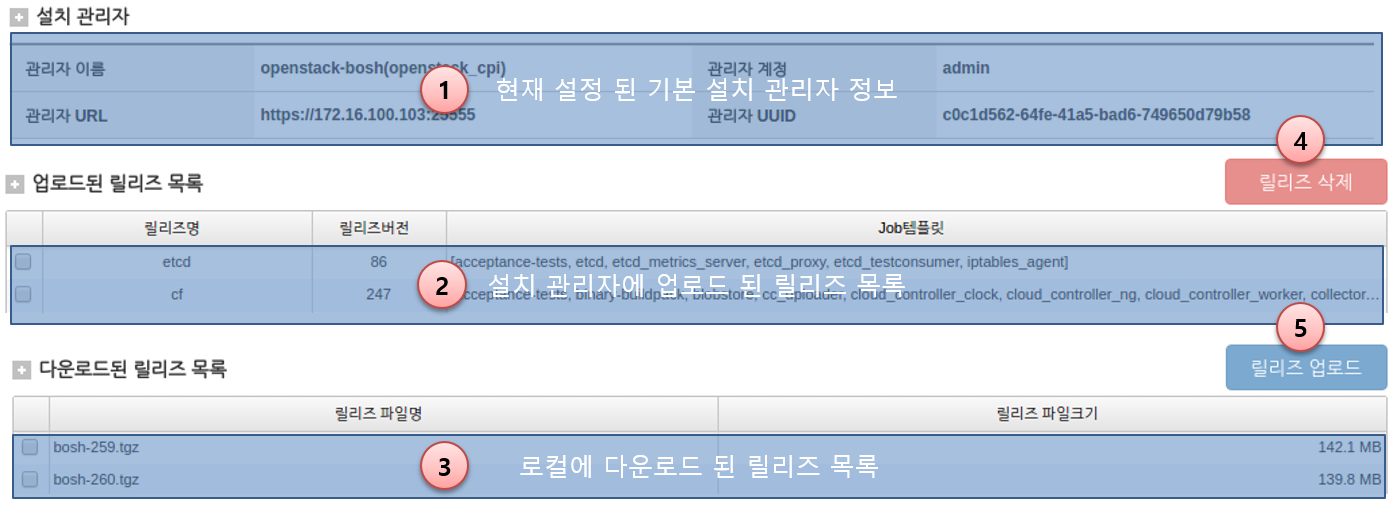 설치 관리자
관리자 이름 openstack-bosh(openstack_cpi) 관리자 계정 admin
1 현재 설정 된 기본 설치 관리자 정보
관리자 URL https://172.16.100.103:25555 관리자 UUID c0c1d562-64fe-41a5-bad6-749650d79b58
4
업로드된 릴리즈 목록 릴리즈 삭제
릴리즈명 릴리즈버전 Job템플릿
etcd 86 [acceptance-tests, etcd, etcd_metrics_server, etcd_proxy, etcd_testconsumer, iptables_agent]
2 설치 관리자에 업로드 된 릴리즈 목록
cf 247 [acceptance-tests, binary-buildpack, blobstore, cc_uploader, cloud_controller_clock, cloud_controller_ng, cloud_controller_worker, collector...
5
다운로드된 릴리즈 목록 릴리즈 업로드
릴리즈 파일명 릴리즈 파일크기
bosh-259.tgz 142.1 MB
3 로컬에 다운로드 된 릴리즈 목록
bosh-260.tgz 139.8 MB